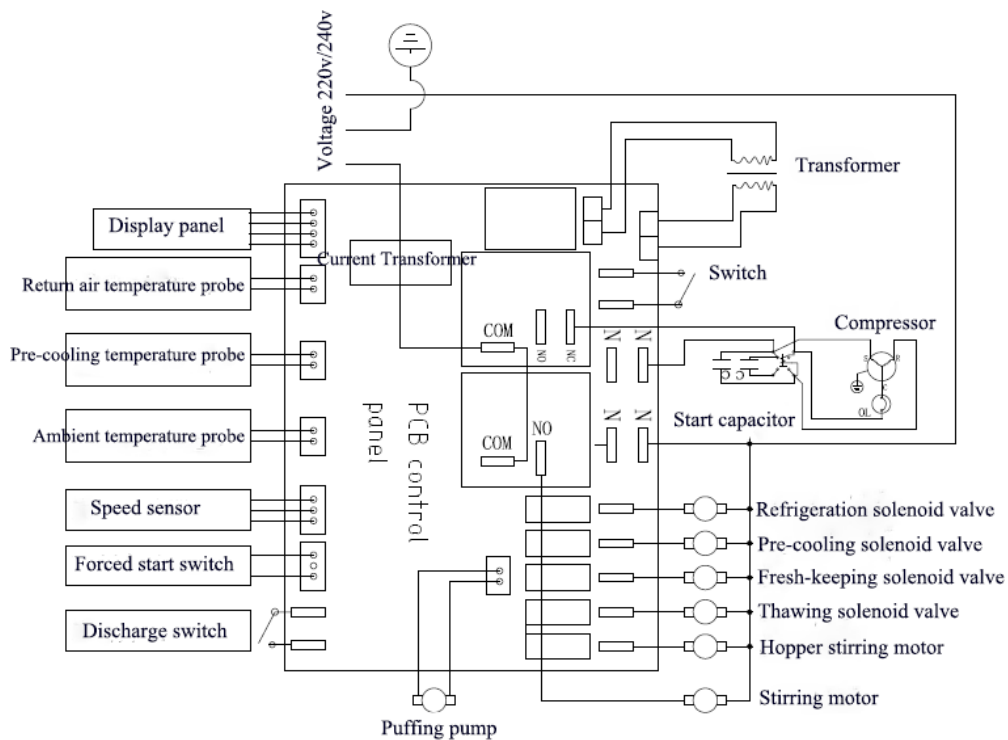 Voltage 220v/240v
Transformer
Display panel
Current Transformer
Switch
Return air temperature probe
Compressor
COM
NO
NC
N
N
S
R
C
C
C
OL
Pre-cooling temperature probe
Start capacitor
Ambient temperature probe
PCB control
panel
COM
NO
N
N
Speed sensor
Refrigeration solenoid valve
Pre-cooling solenoid valve
Forced start switch
Fresh-keeping solenoid valve
Thawing solenoid valve
Discharge switch
Hopper stirring motor
Stirring motor
Puffing pump